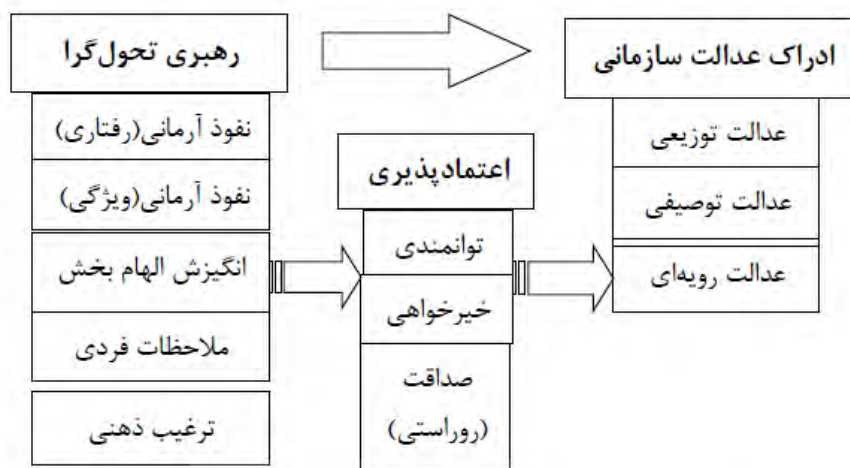 رهبری تحول‌گرا
نفوذ آرمانی(رفتاری)
نفوذ آرمانی(ویژگی)
انگیزش الهام بخش
ملاحظات فردی
ترغیب ذهنی
اعتمادپذیری
توانمندی
خیرخواهی
صداقت
(روراستی)
ادراک عدالت سازمانی
عدالت توزیعی
عدالت توصیفی
عدالت رویه‌ای